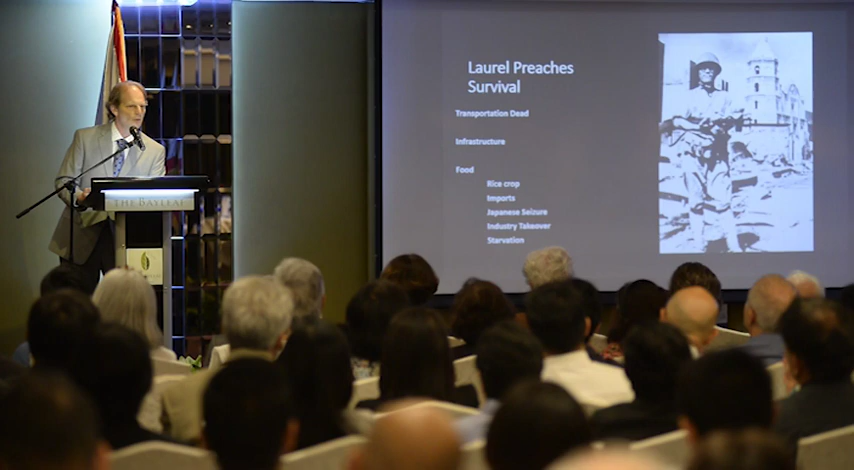 THE BAYLEAF
Laurel Preaches
Survival
Transportation Dead
Infrastructure
Food
Rice crop
Imports
Japanese Seizure
Industry Takeover
Starvation